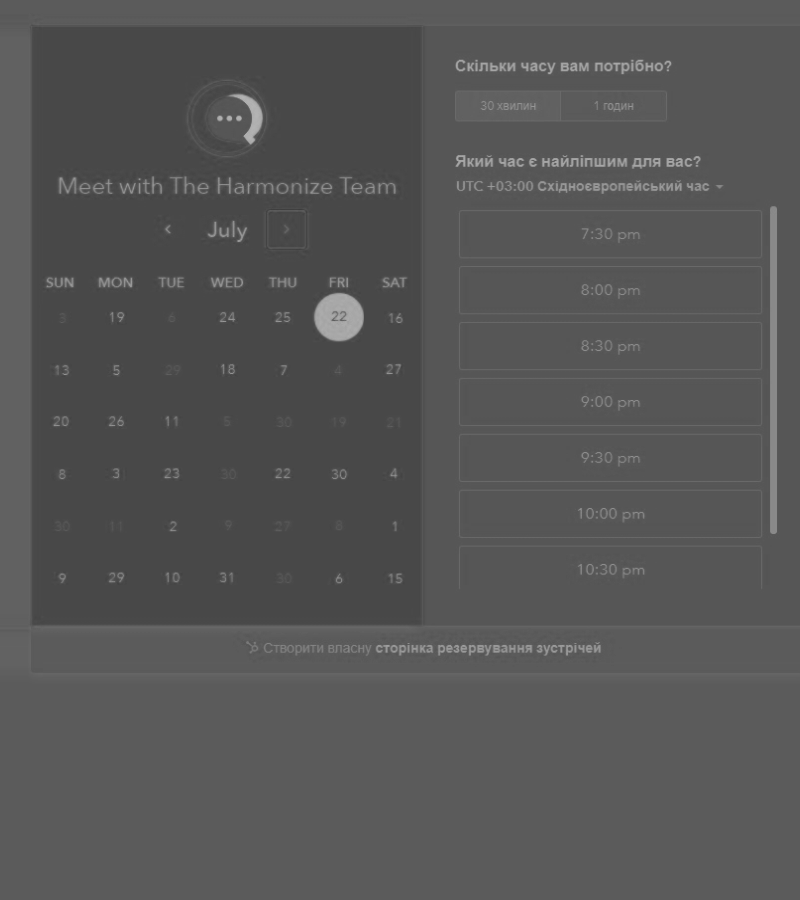 Meet with The Harmonize Team
July
SUN MON TUE WED THU FRI SAT
3 19 6 24 25 22 16
13 5 29 18 7 4 27
20 26 11 5 30 19 21
8 3 23 30 22 30 4
30 11 2 9 27 8 1
9 29 10 31 30 6 15
Скільки часу вам потрібно?
30 хвилин 1 годин
Який час є найліпшим для вас?
UTC +03:00 Східноєвропейський час
7:30 pm
8:00 pm
8:30 pm
9:00 pm
9:30 pm
10:00 pm
10:30 pm
Створити власну сторінка резервування зустрічей